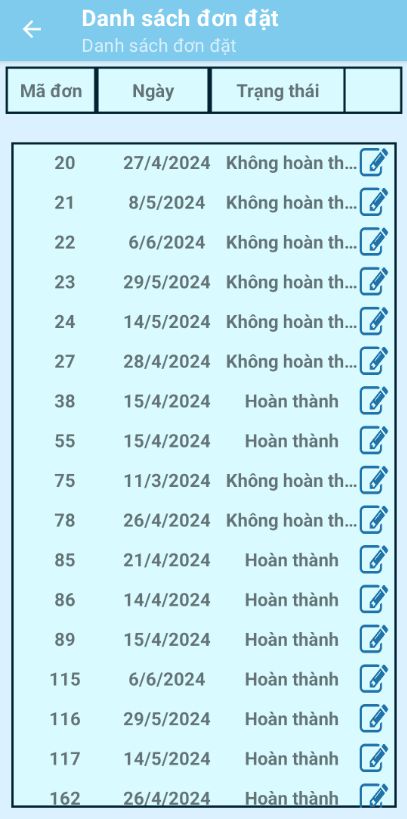 Danh sách đơn đặt
Danh sách đơn đặt
Mã đơn Ngày Trạng thái
20 27/4/2024 Không hoàn th...
21 8/5/2024 Không hoàn th...
22 6/6/2024 Không hoàn th...
23 29/5/2024 Không hoàn th...
24 14/5/2024 Không hoàn th...
27 28/4/2024 Không hoàn th...
38 15/4/2024 Hoàn thành
55 15/4/2024 Hoàn thành
75 11/3/2024 Không hoàn th...
78 26/4/2024 Không hoàn th...
85 21/4/2024 Hoàn thành
86 14/4/2024 Hoàn thành
89 15/4/2024 Hoàn thành
115 6/6/2024 Hoàn thành
116 29/5/2024 Hoàn thành
117 14/5/2024 Hoàn thành
162 26/4/2024 Hoàn thành